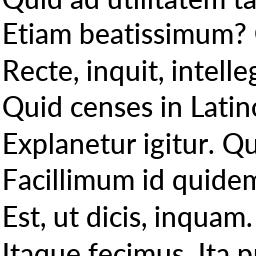 Quid ad utilitatem ta
Etiam beatissimum?
Recte, inquit, intelleg
Quid censes in Latino
Explanetur igitur. Qu
Facillimum id quidem
Est, ut dicis, inquam.
Itaque fecimus. Ita p